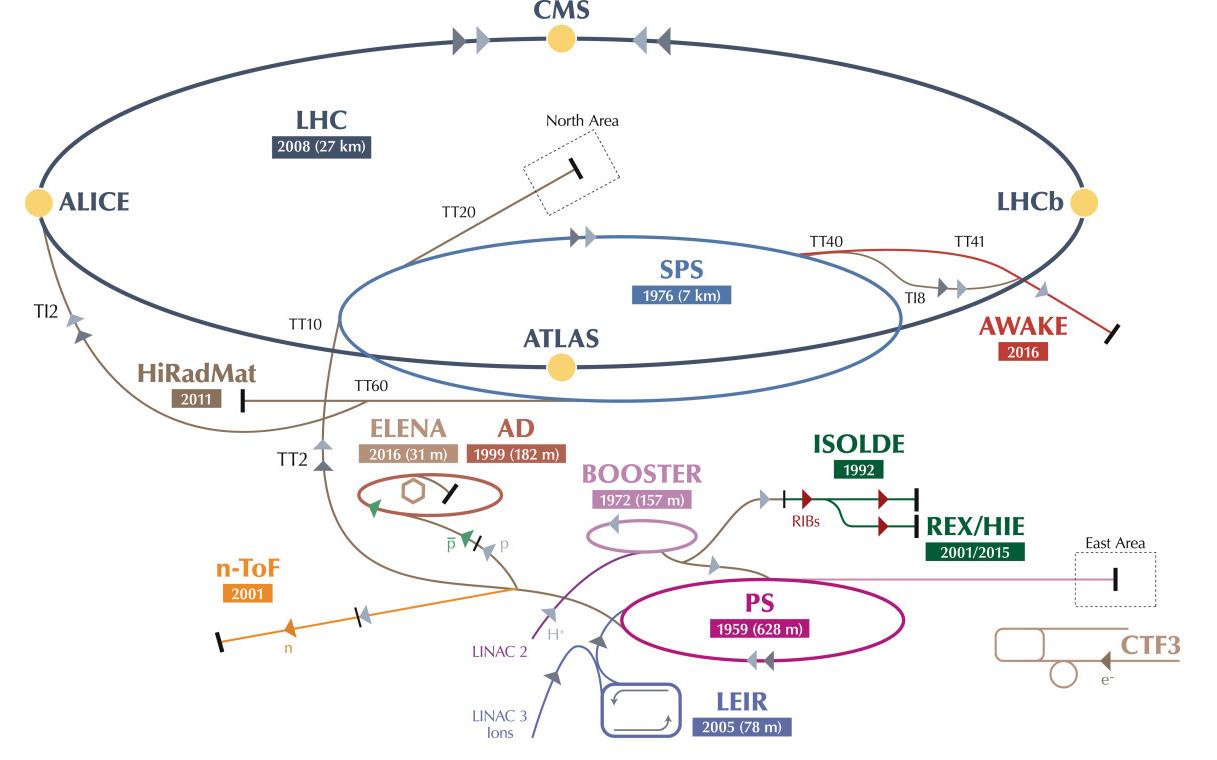 CMS
LHC
2008 (27 km)
North Area
ALICE
LHCb
TT20
TT40
TT41
SPS
1976 (7 km)
TI8
TI2
TT10
ATLAS
AWAKE
2016
HiRadMat
2011
TT60
ELENA
2016 (31 m)
AD
1999 (182 m)
TT2
BOOSTER
1972 (157 m)
ISOLDE
1992
RIBs
REX/HIE
2001/2015
p̅
p
East Area
n-ToF
2001
PS
1959 (628 m)
H⁺
n
LINAC 2
CTF3
e⁻
LEIR
2005 (78 m)
LINAC 3
Ions